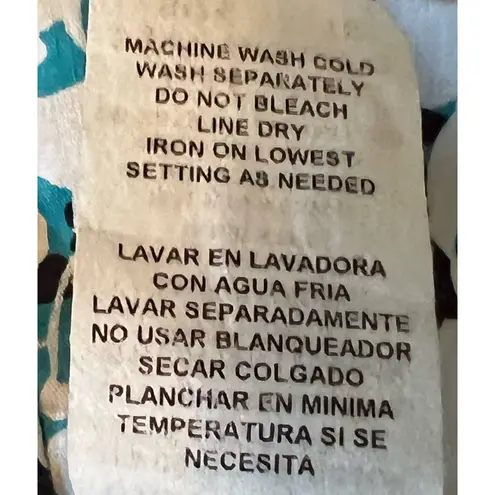 MACHINE WASH COLD
WASH SEPARATELY
DO NOT BLEACH
LINE DRY
IRON ON LOWEST
SETTING AS NEEDED
LAVAR EN LAVADORA
CON AGUA FRIA
LAVAR SEPARADAMENTE
NO USAR BLANQUEADOR
SECAR COLGADO
PLANCHAR EN MINIMA
TEMPERATURA SI SE
NECESITA